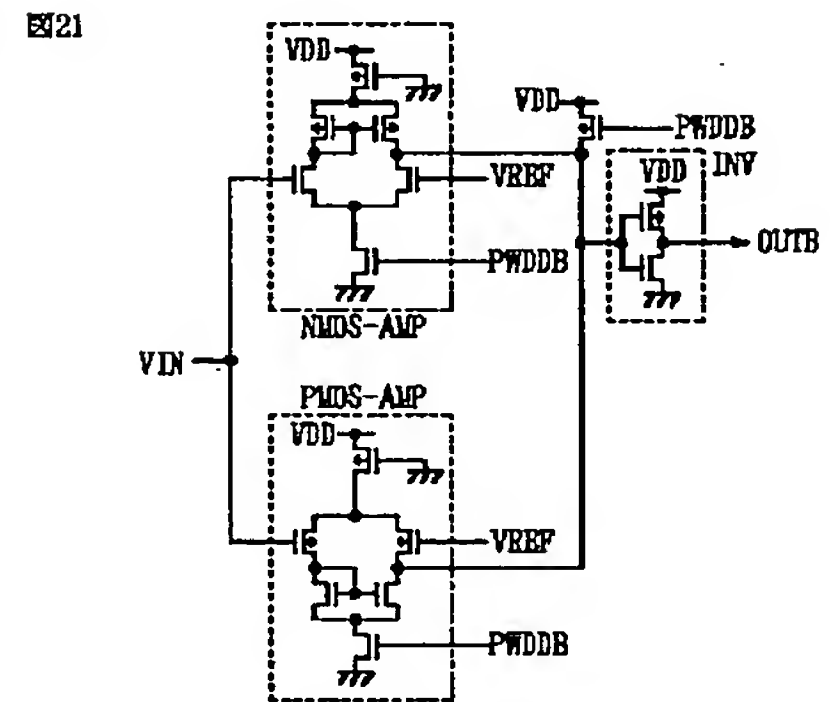 図21
VDD
VDD
PWDDB
VREF
VDD
INV
PWDDB
OUTB
NMOS-AMP
VIN
PMOS-AMP
VDD
VREF
PWDDB